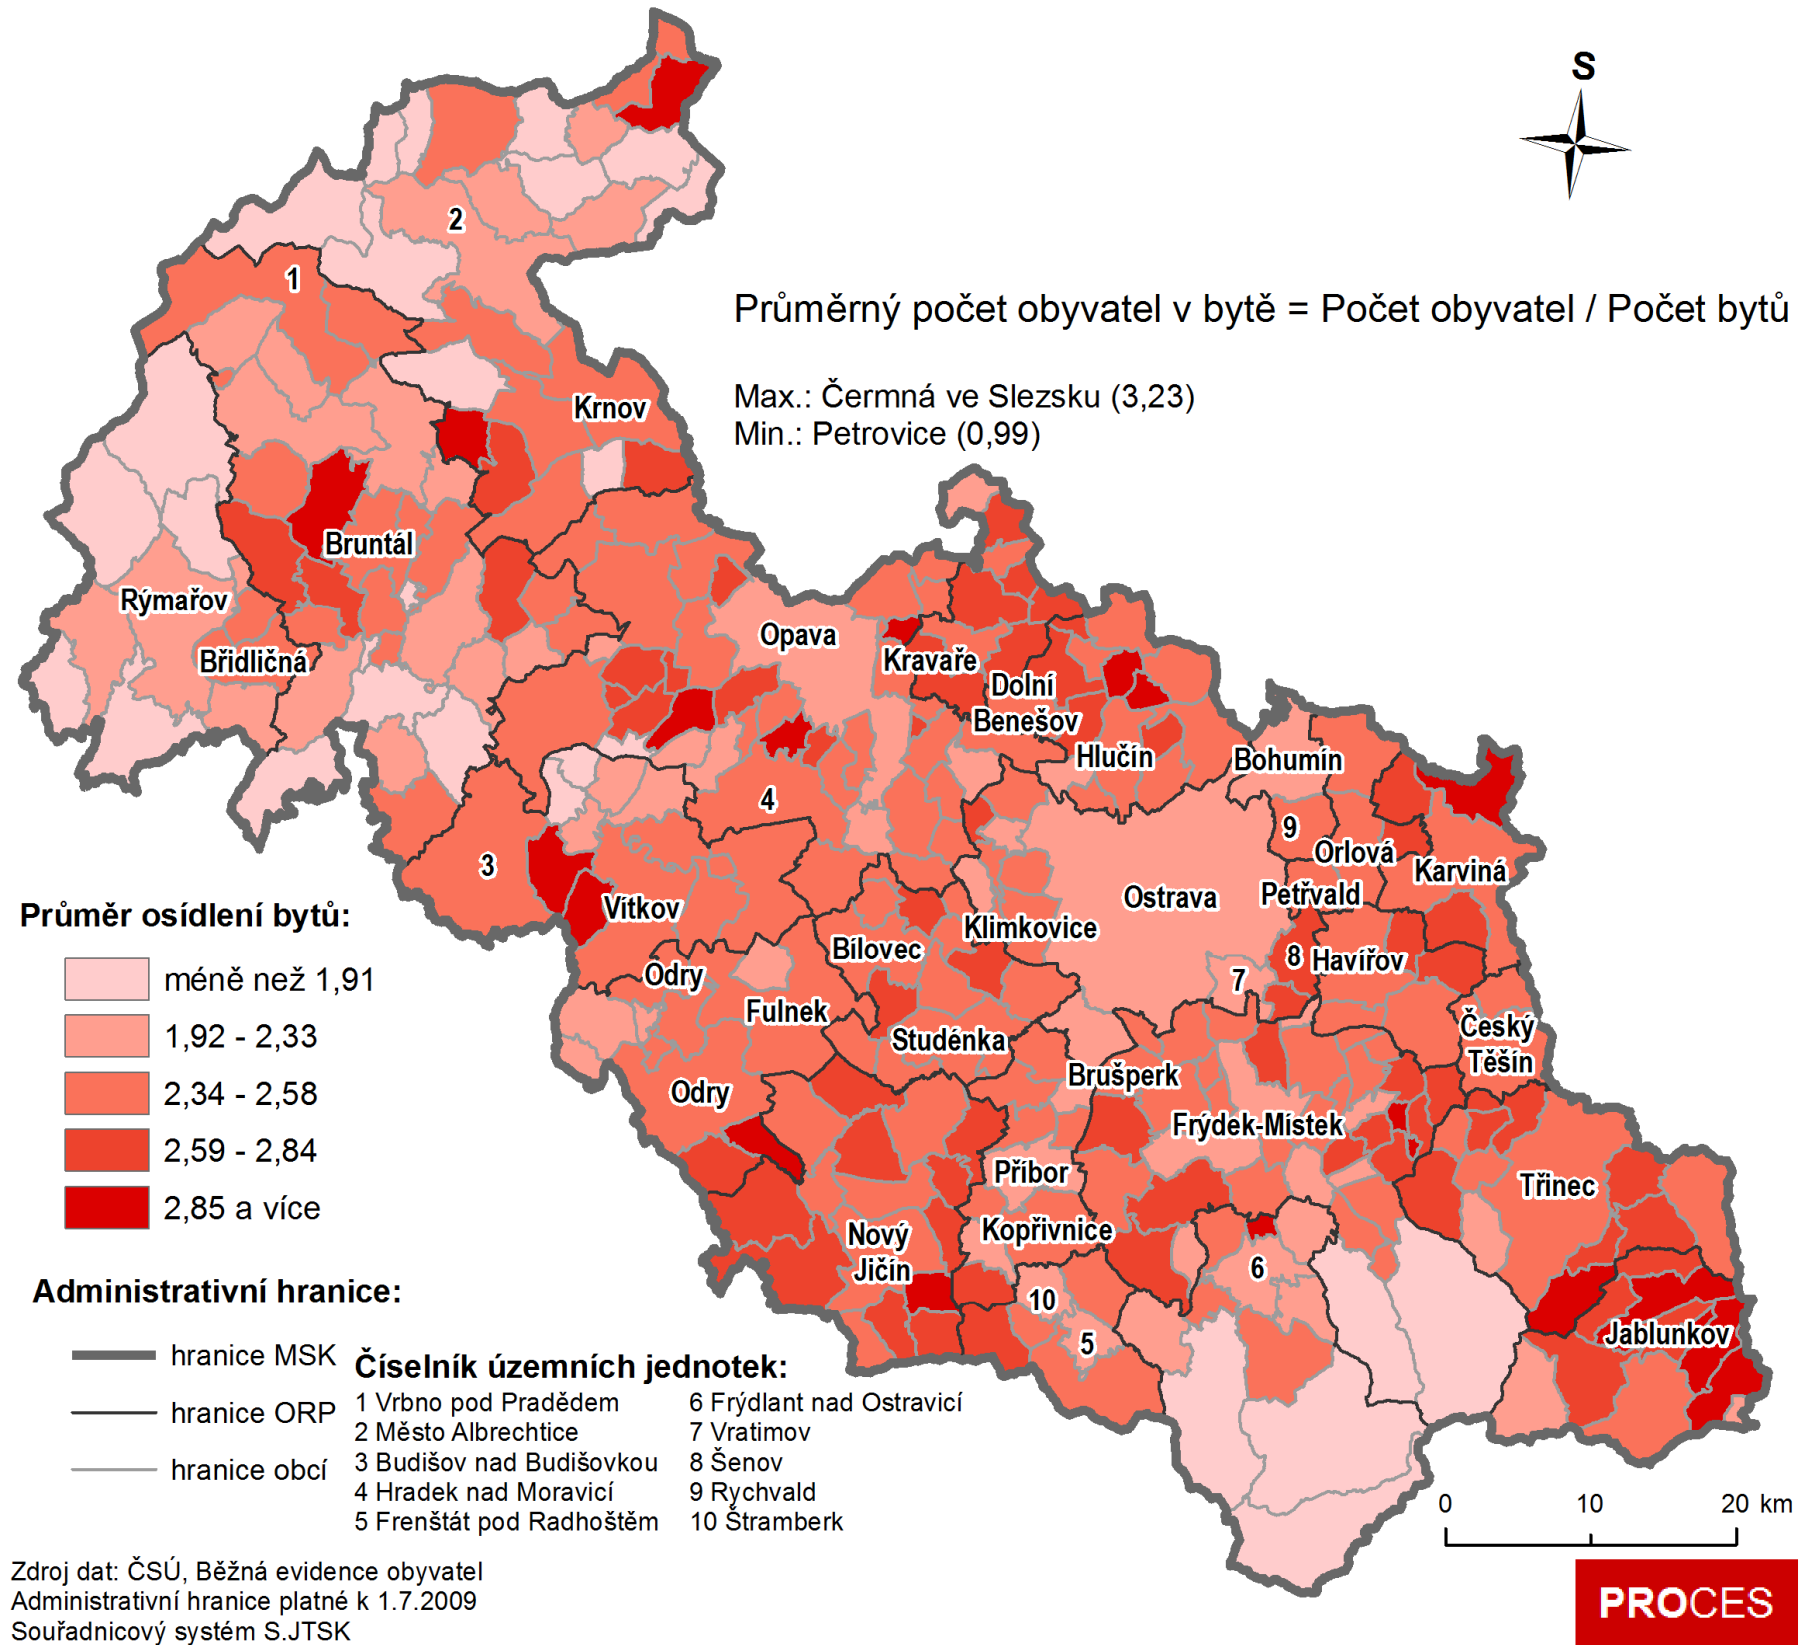 S
Průměrný počet obyvatel v bytě = Počet obyvatel / Počet bytů
Max.: Čermná ve Slezsku (3,23)
Min.: Petrovice (0,99)
2
1
Krnov
Bruntál
Rýmařov
Břidličná
Opava
Kravaře
Dolní
Benešov
Hlučín
Bohumín
4
9
Orlová
Karviná
3
Vítkov
Ostrava
Petřvald
Klimkovice
Bílovec
8
Havířov
7
Odry
Fulnek
Studénka
Český
Těšín
Brušperk
Odry
Frýdek-Místek
Příbor
Třinec
Kopřivnice
Nový
Jičín
6
10
5
Jablunkov
Průměr osídlení bytů:
méně než 1,91
1,92 - 2,33
2,34 - 2,58
2,59 - 2,84
2,85 a více
Administrativní hranice:
hranice MSK
hranice ORP
hranice obcí
Číselník územních jednotek:
1 Vrbno pod Pradědem
2 Město Albrechtice
3 Budišov nad Budišovkou
4 Hradek nad Moravicí
5 Frenštát pod Radhoštěm
6 Frýdlant nad Ostravicí
7 Vratimov
8 Šenov
9 Rychvald
10 Štramberk
0 10 20 km
Zdroj dat: ČSÚ, Běžná evidence obyvatel
Administrativní hranice platné k 1.7.2009
Souřadnicový systém S.JTSK
PROCES